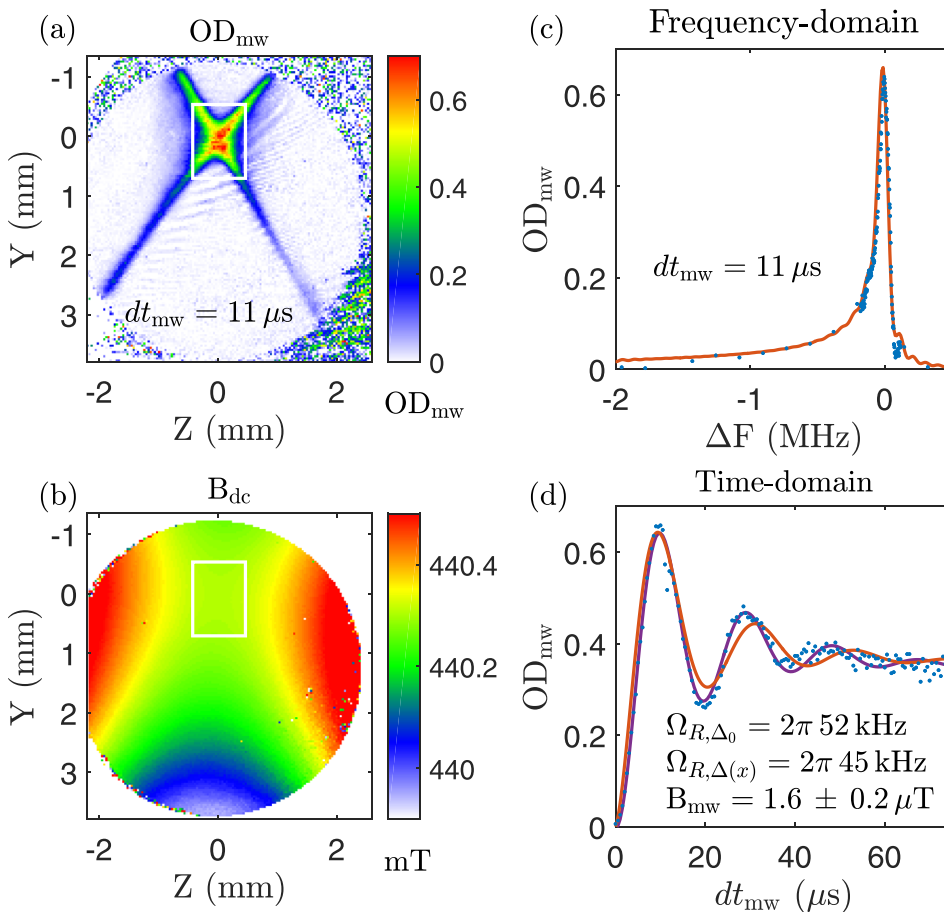 (a)
OD_mw
-1
0
1
2
3
Y (mm)
dt_mw = 11 μs
-2
0
2
Z (mm)
0.6
0.4
0.2
0
OD_mw
(b)
B_dc
-1
0
1
2
3
Y (mm)
-2
0
2
Z (mm)
440.4
440.2
440
mT
(c)
Frequency-domain
0.6
0.4
0.2
0
OD_mw
dt_mw = 11 μs
-2
-1
0
ΔF (MHz)
(d)
Time-domain
0.6
0.4
0.2
0
OD_mw
Ω_{R,Δ_0} = 2π 52 kHz
Ω_{R,Δ(x)} = 2π 45 kHz
B_mw = 1.6 ± 0.2 μT
0
20
40
60
dt_mw (μs)